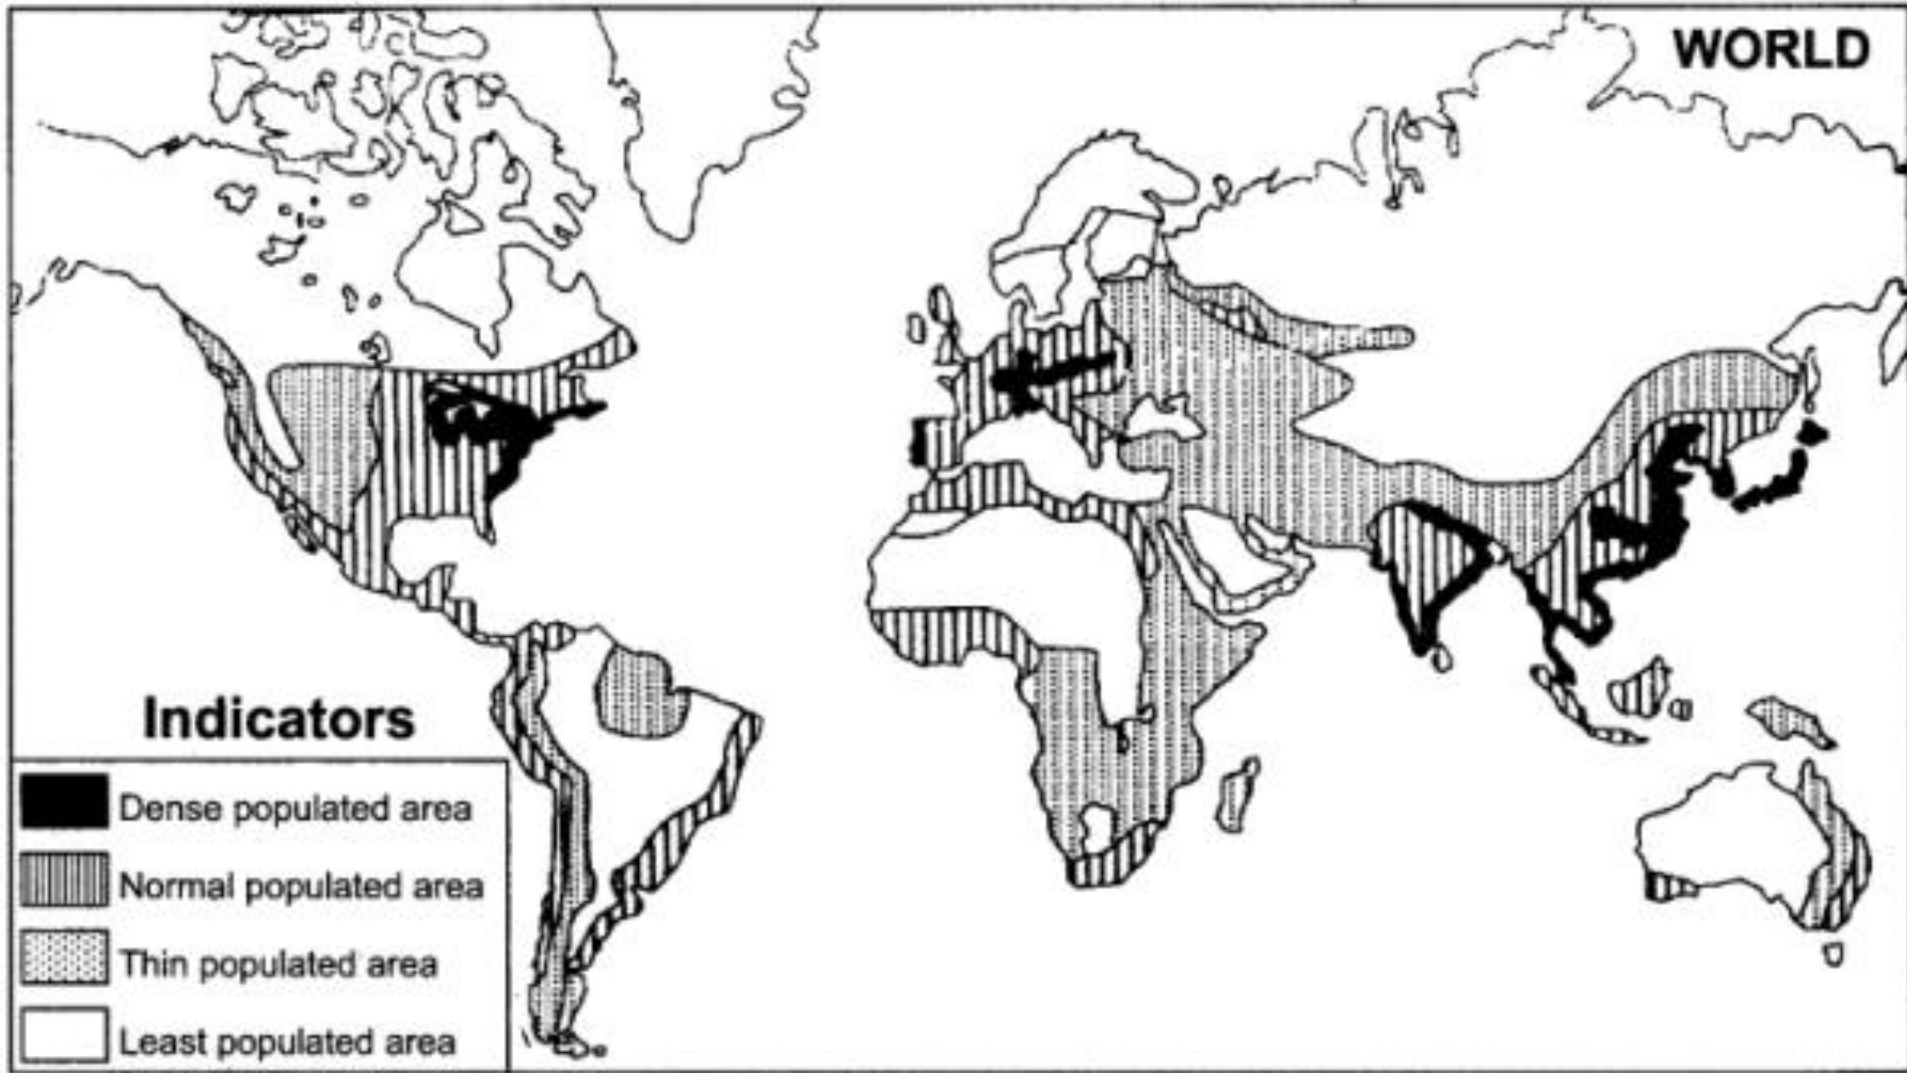 WORLD
Indicators
Dense populated area
Normal populated area
Thin populated area
Least populated area